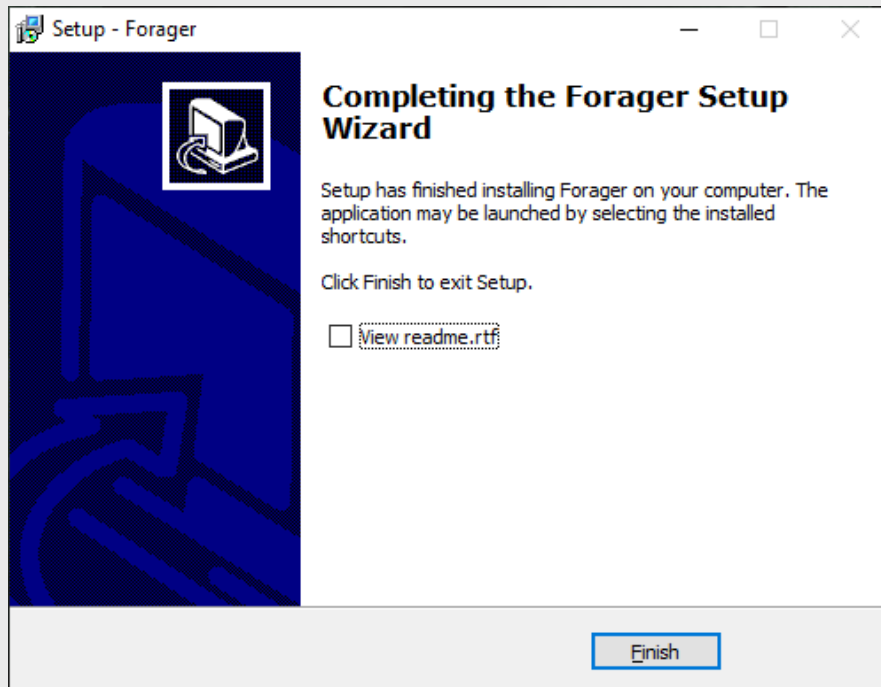 Setup - Forager
Completing the Forager Setup
Wizard
Setup has finished installing Forager on your computer. The
application may be launched by selecting the installed
shortcuts.
Click Finish to exit Setup.
View readme.rtf
Finish